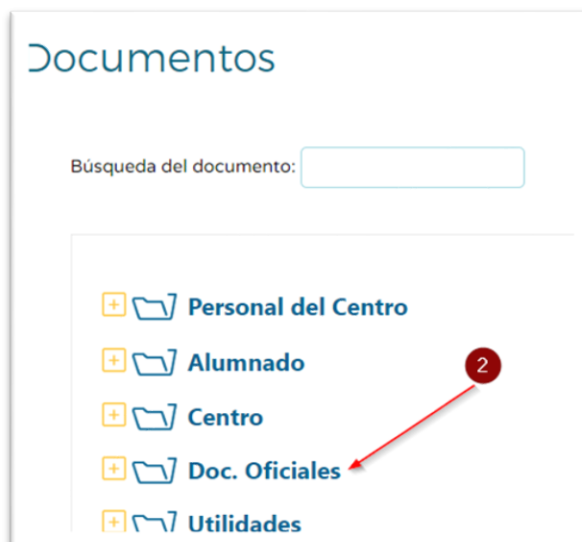 Documentos
Búsqueda del documento:
Personal del Centro
Alumnado
2
Centro
Doc. Oficiales
Utilidades